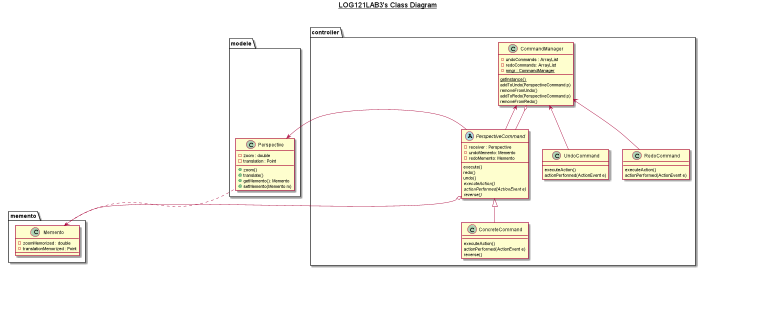 LOG121LAB3's Class Diagram
controller
modele
C CommandManager
undoCommands : ArrayList
redoCommands: ArrayList
mngr : CommandManager
getInstance()
addToUndo(PerspectiveCommand p)
removeFromUndo()
addToRedo(PerspectiveCommand p)
removeFromRedo()
C Perspective
zoom : double
translation : Point
zoom()
translate()
getMemento(): Memento
setMemento(Memento m)
A PerspectiveCommand
receiver : Perspective
undoMemento: Memento
redoMemento: Memento
execute()
redo()
undo()
executeAction()
actionPerformed(ActionEvent e)
reverse()
C UndoCommand
executeAction()
actionPerformed(ActionEvent e)
C RedoCommand
executeAction()
actionPerformed(ActionEvent e)
memento
C Memento
zoomMemorized : double
translationMemorized : Point
C ConcreteCommand
executeAction()
actionPerformed(ActionEvent e)
reverse()